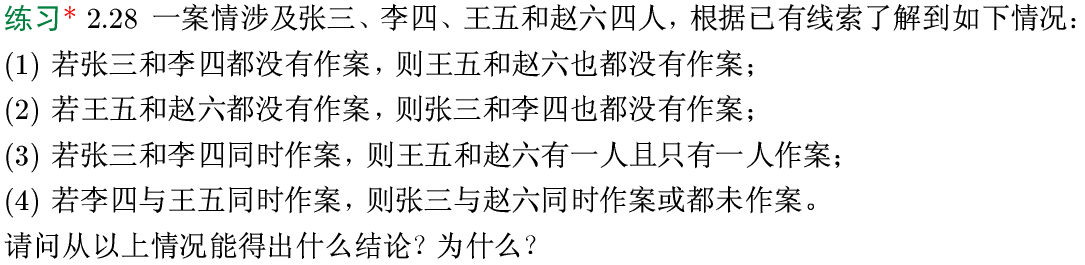 练习* 2.28 一案情涉及张三、李四、王五和赵六四人，根据已有线索了解到如下情况：
(1) 若张三和李四都没有作案，则王五和赵六也都没有作案；
(2) 若王五和赵六都没有作案，则张三和李四也都没有作案；
(3) 若张三和李四同时作案，则王五和赵六有一人且只有一人作案；
(4) 若李四与王五同时作案，则张三与赵六同时作案或都未作案。
请问从以上情况能得出什么结论？为什么？